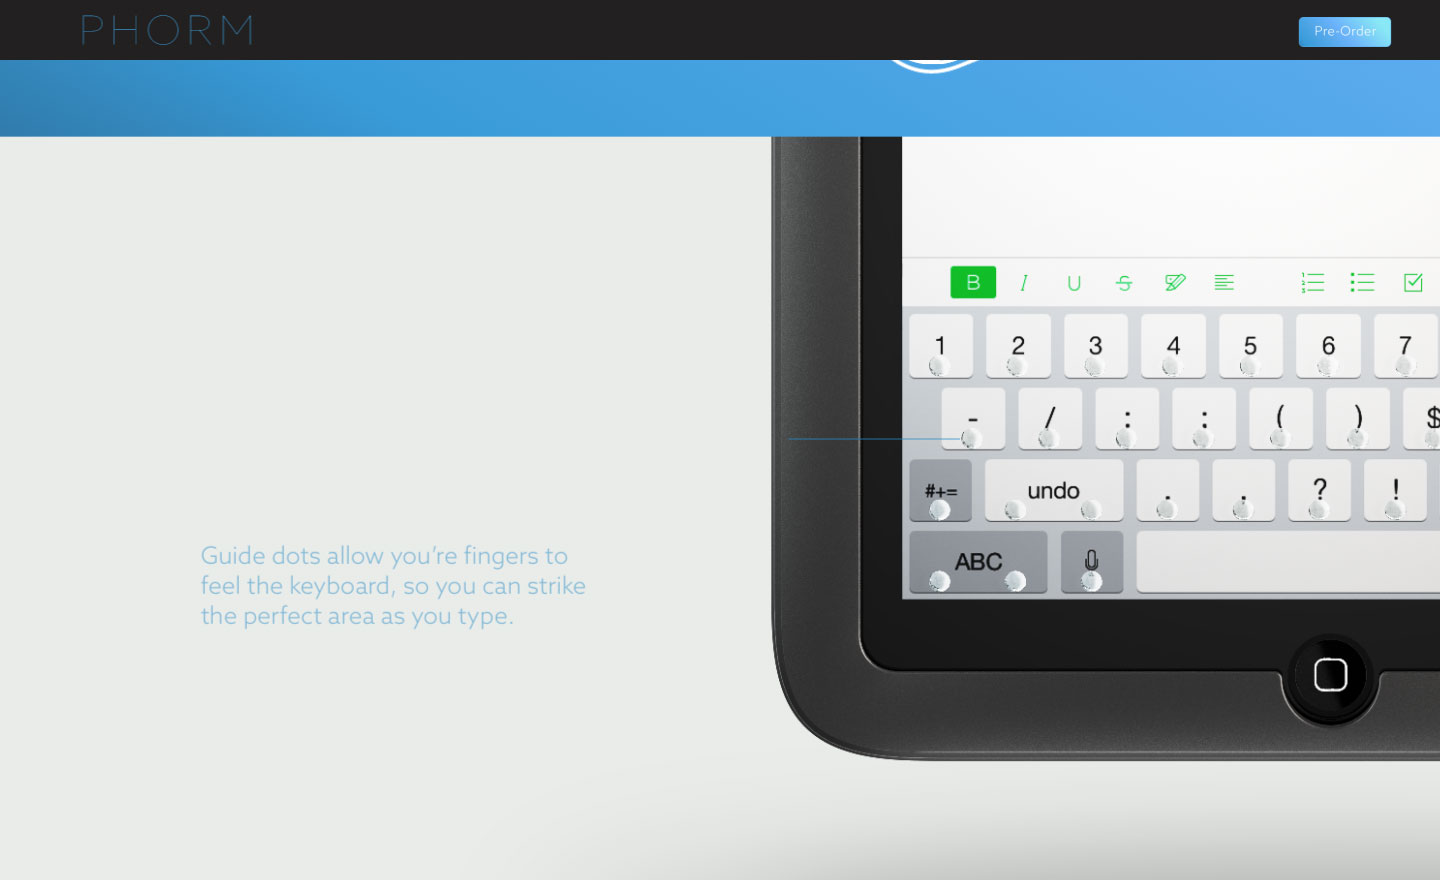 PHORM
Pre-Order
B I U S
1 2 3 4 5 6 7
- / : : ( ) $
#+= undo . . ? !
ABC
Guide dots allow you’re fingers to
feel the keyboard, so you can strike
the perfect area as you type.